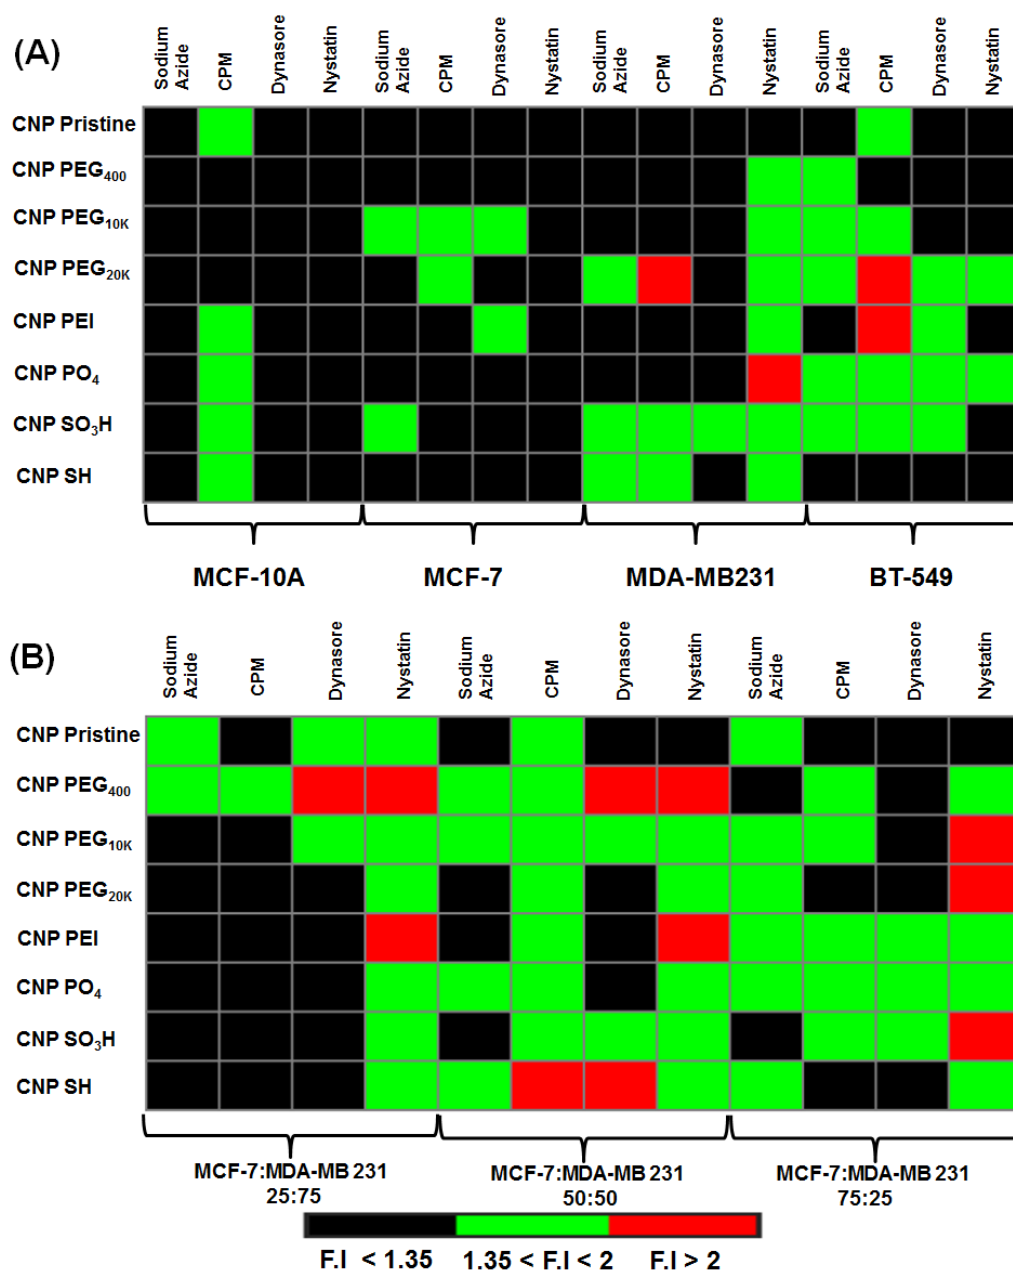 (A)
Sodium Azide CPM Dynasore Nystatin Sodium Azide CPM Dynasore Nystatin Sodium Azide CPM Dynasore Nystatin Sodium Azide CPM Dynasore Nystatin
CNP Pristine
CNP PEG400
CNP PEG10K
CNP PEG20K
CNP PEI
CNP PO4
CNP SO3H
CNP SH
MCF-10A MCF-7 MDA-MB231 BT-549
(B)
Sodium Azide CPM Dynasore Nystatin Sodium Azide CPM Dynasore Nystatin Sodium Azide CPM Dynasore Nystatin
CNP Pristine
CNP PEG400
CNP PEG10K
CNP PEG20K
CNP PEI
CNP PO4
CNP SO3H
CNP SH
MCF-7:MDA-MB 231 MCF-7:MDA-MB 231 MCF-7:MDA-MB 231
25:75 50:50 75:25
F.I < 1.35 1.35 < F.I < 2 F.I > 2